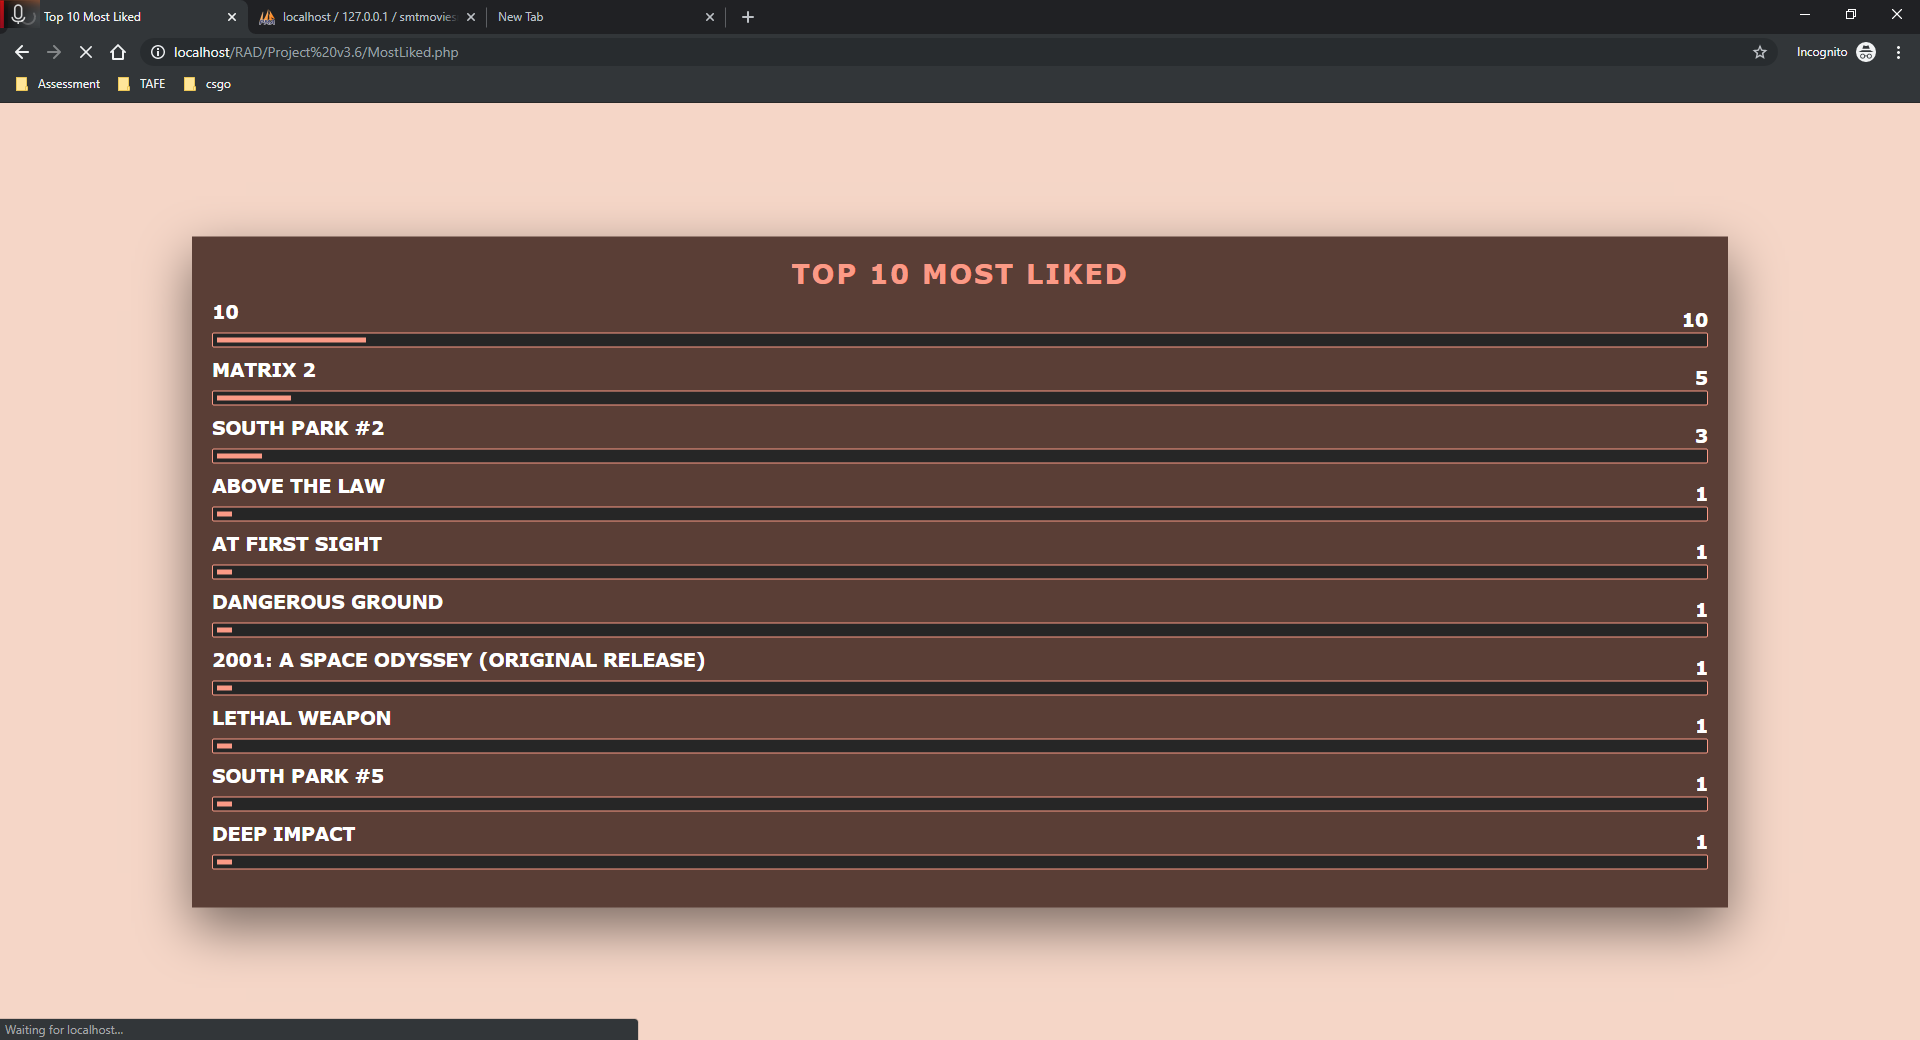 Top 10 Most Liked
localhost / 127.0.0.1 / smtmovies
New Tab
localhost/RAD/Project%20v3.6/MostLiked.php
Incognito
Assessment
TAFE
csgo
TOP 10 MOST LIKED
10
10
MATRIX 2
5
SOUTH PARK #2
3
ABOVE THE LAW
1
AT FIRST SIGHT
1
DANGEROUS GROUND
1
2001: A SPACE ODYSSEY (ORIGINAL RELEASE)
1
LETHAL WEAPON
1
SOUTH PARK #5
1
DEEP IMPACT
1
Waiting for localhost...